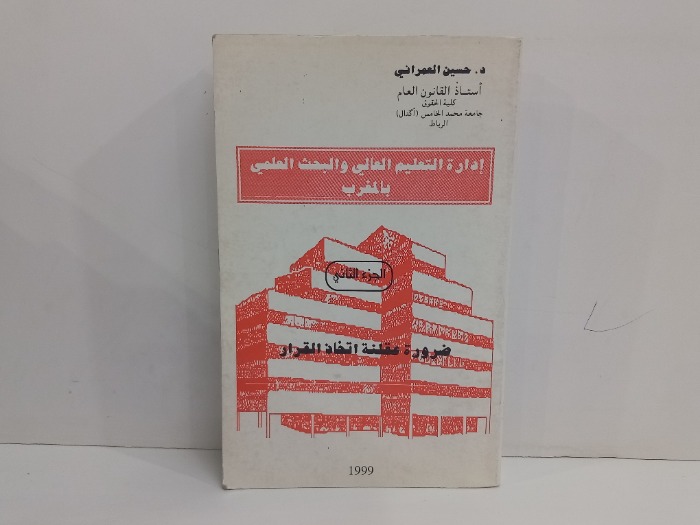 د. حسين العمراني
أستاذ القانون العام
كلية الحقوق
جامعة محمد الخامس (أكدال)
الرباط
إدارة التعليم العالي والبحث العلمي
بالمغرب
الجزء الثاني
ضرورة عقلنة اتخاذ القرار
1999